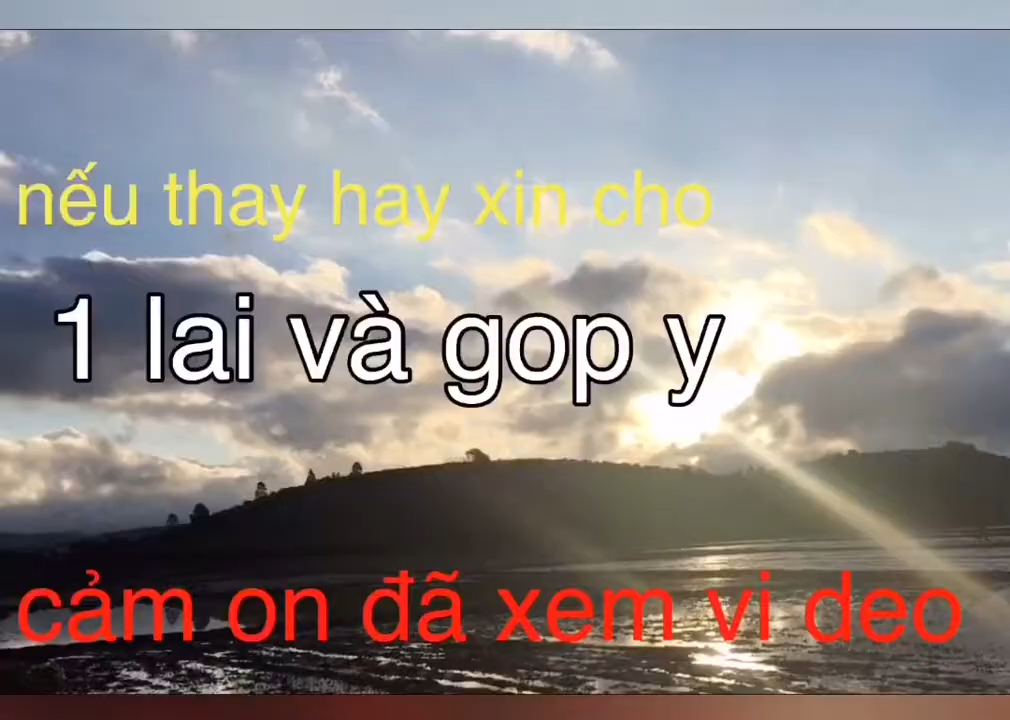 nếu thay hay xin cho
1 lai và gop y
cảm on đã xem vi deo